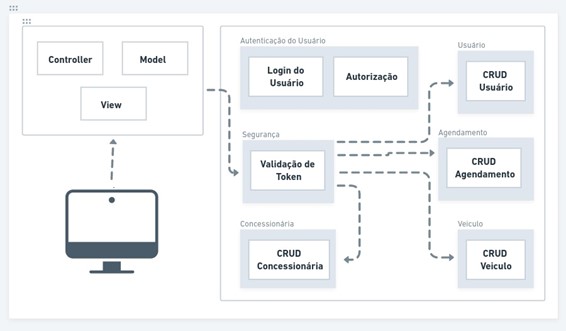 Controller
Model
View
Autenticação do Usuário
Login do
Usuário
Autorização
Usuário
CRUD
Usuário
Segurança
Validação de
Token
Agendamento
CRUD
Agendamento
Concessionária
CRUD
Concessionária
Veiculo
CRUD
Veiculo